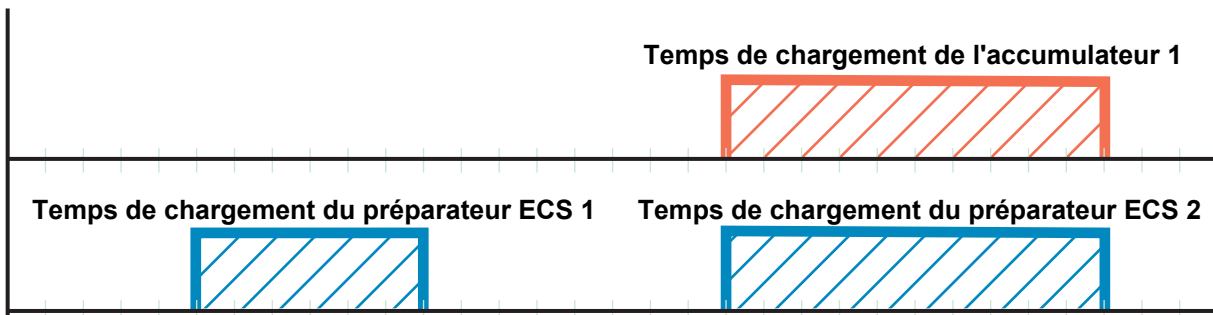 Temps de chargement de l'accumulateur 1
Temps de chargement du préparateur ECS 1
Temps de chargement du préparateur ECS 2